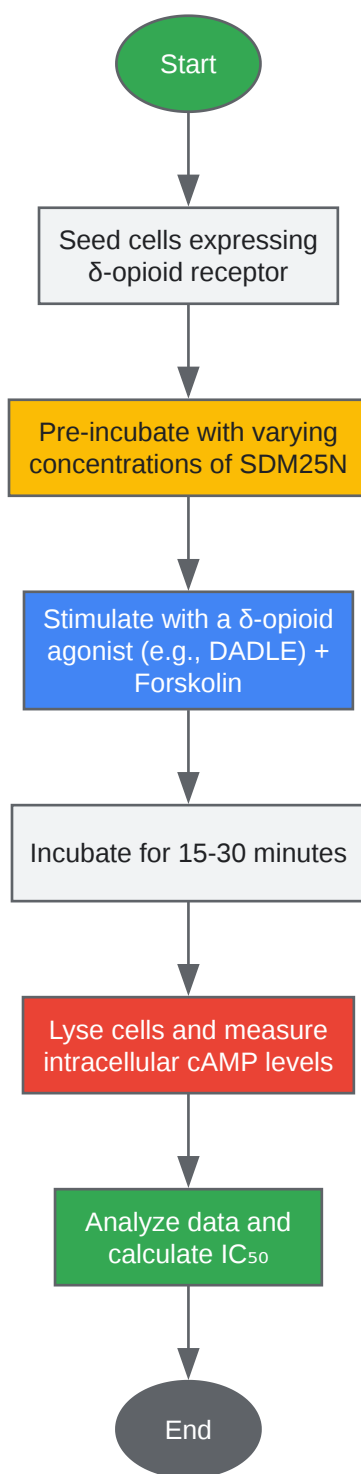 Start
Seed cells expressing
δ-opioid receptor
Pre-incubate with varying
concentrations of SDM25N
Stimulate with a δ-opioid
agonist (e.g., DADLE) +
Forskolin
Incubate for 15-30 minutes
Lyse cells and measure
intracellular cAMP levels
Analyze data and
calculate IC₅₀
End